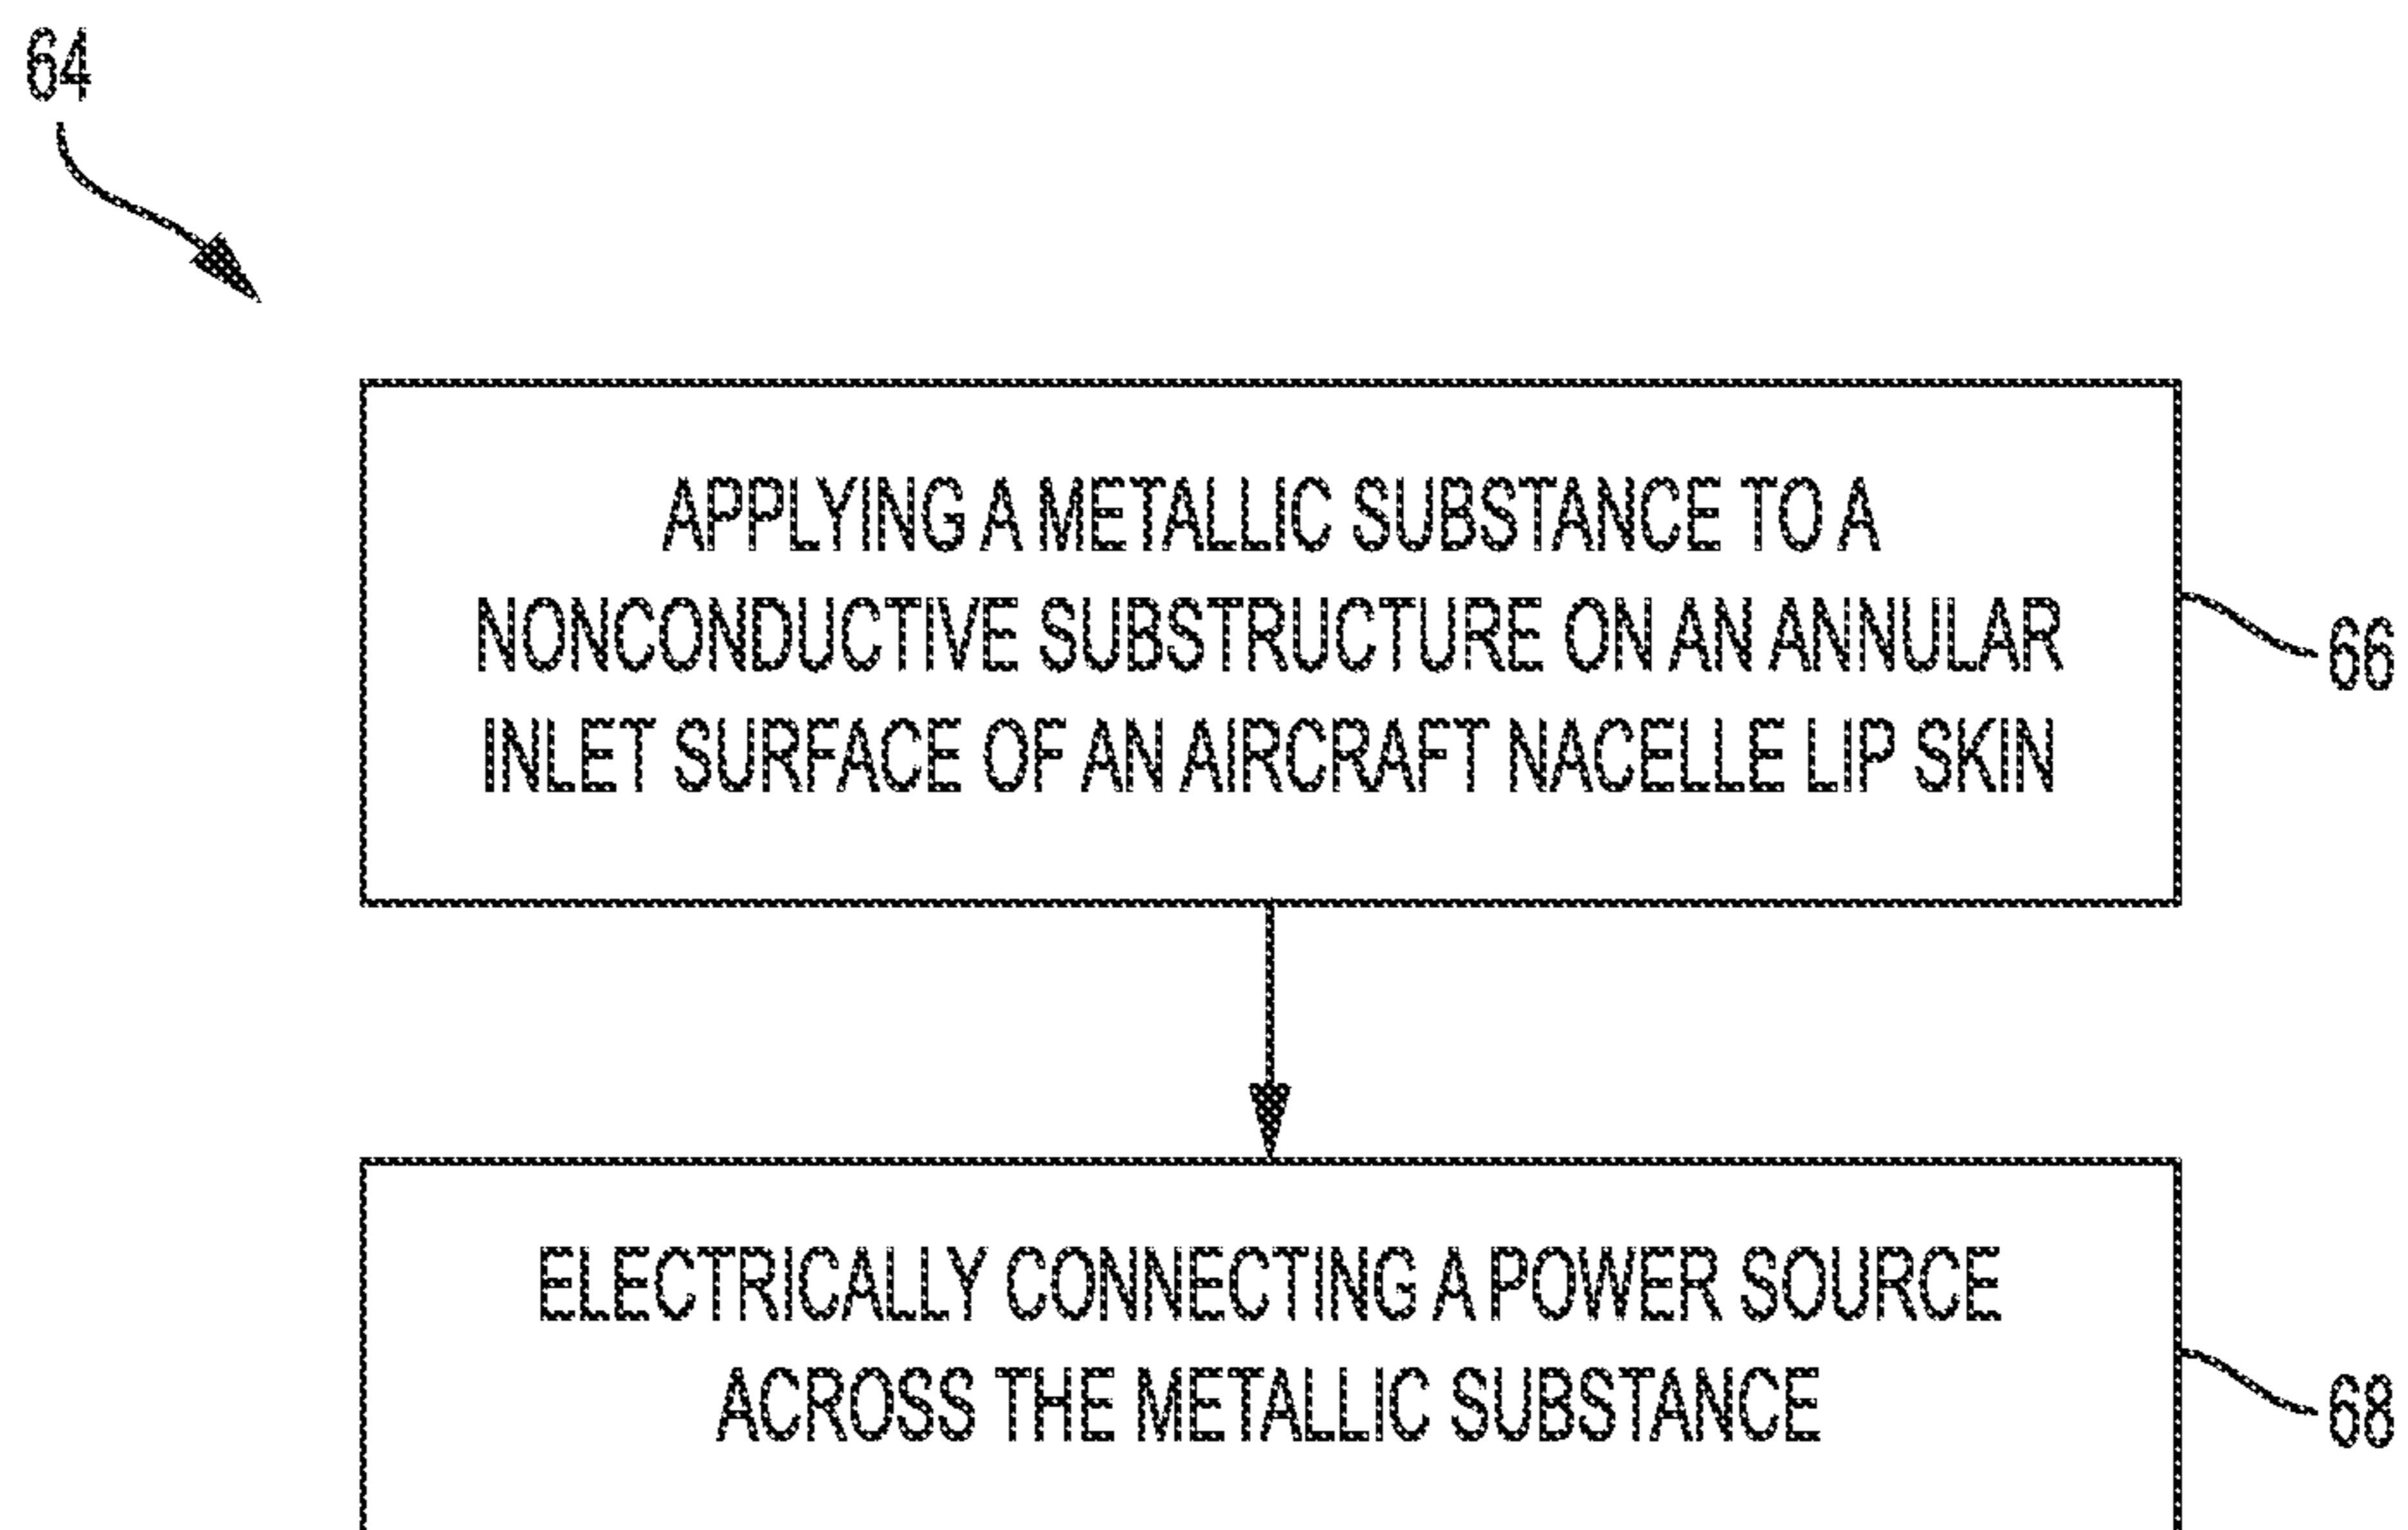 64
APPLYING A METALLIC SUBSTANCE TO A
NONCONDUCTIVE SUBSTRUCTURE ON AN ANNULAR
INLET SURFACE OF AN AIRCRAFT NACELLE LIP SKIN
66
ELECTRICALLY CONNECTING A POWER SOURCE
ACROSS THE METALLIC SUBSTANCE
68